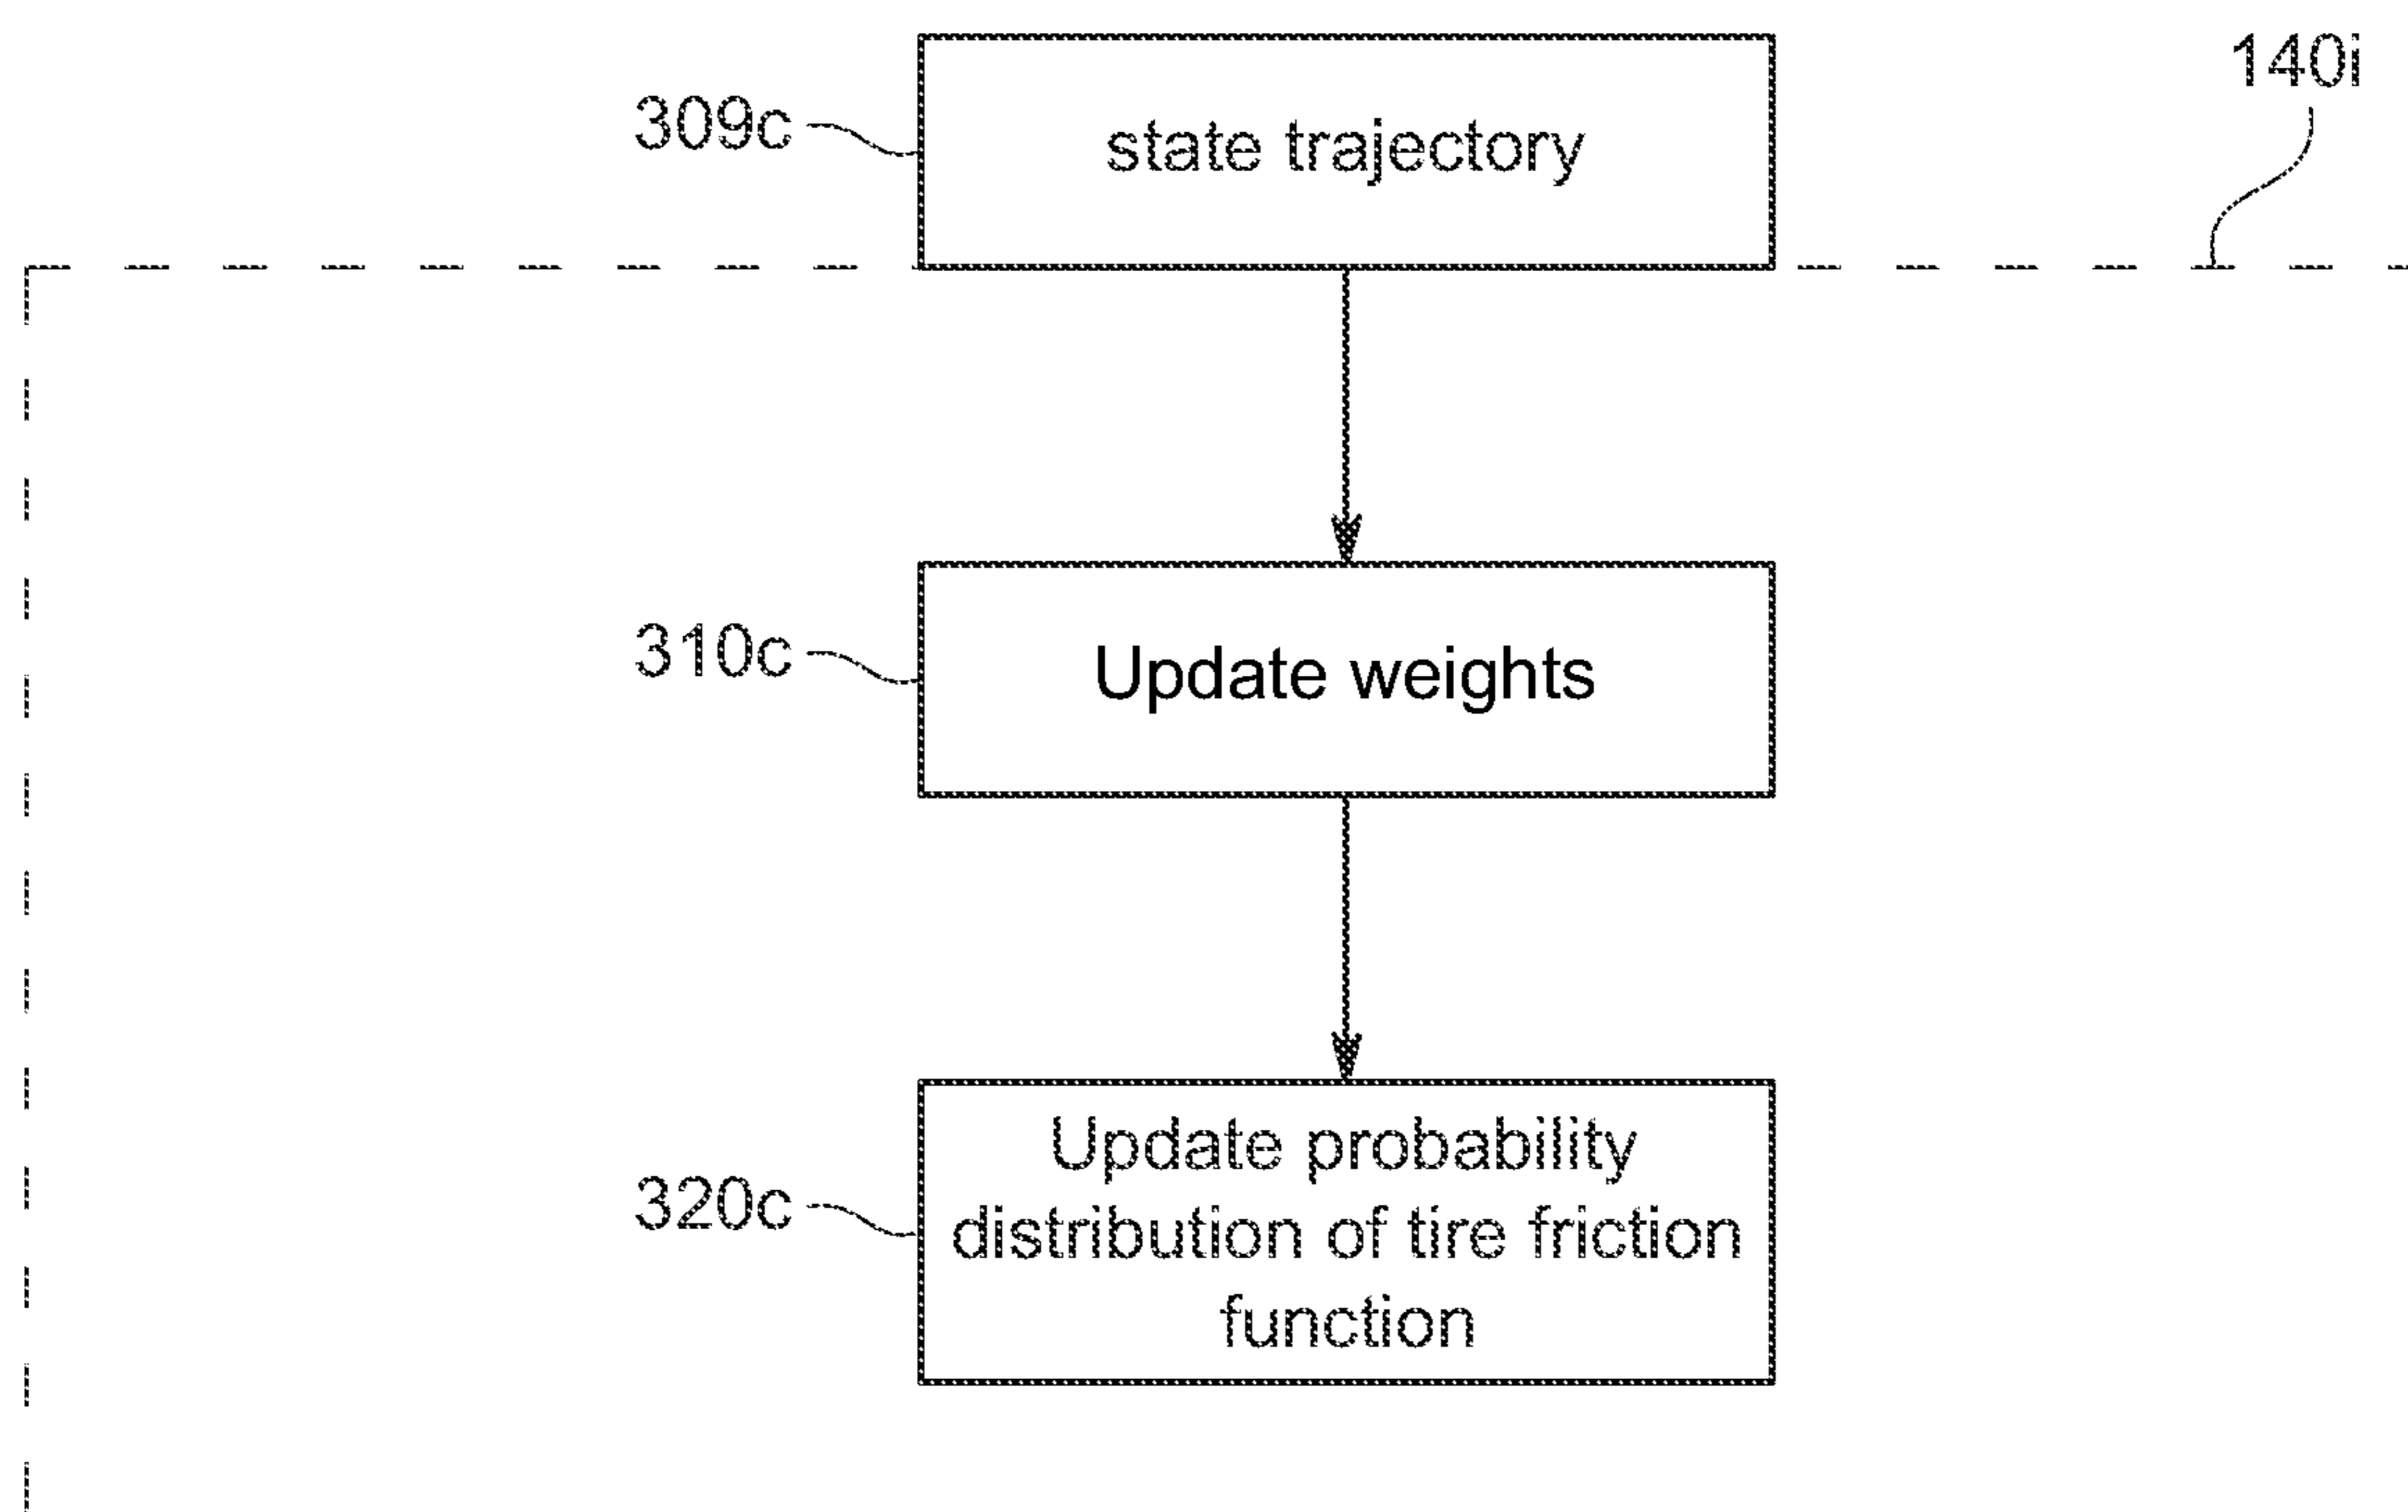 140i
309c
state trajectory
310c
Update weights
320c
Update probability
distribution of tire friction
function